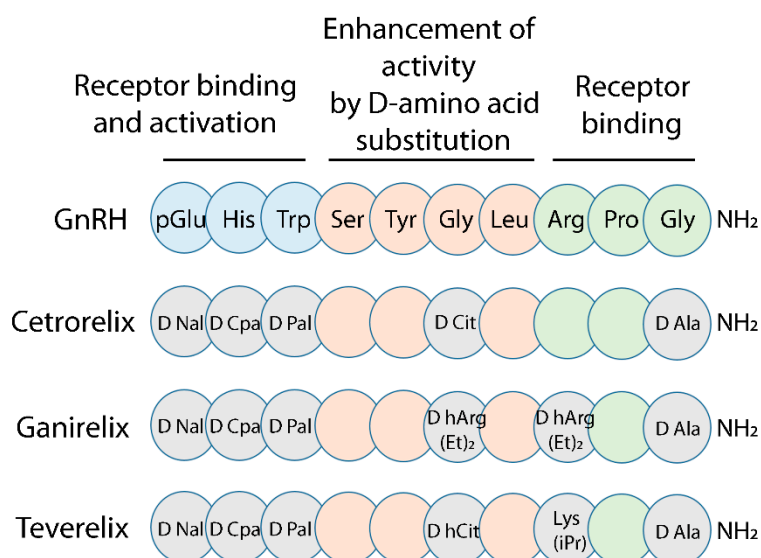 Receptor binding
and activation
Enhancement of
activity
by D-amino acid
substitution
Receptor
binding
GnRH pGlu His Trp Ser Tyr Gly Leu Arg Pro Gly NH₂
Cetrorelix D Nal D Cpa D Pal D Cit D Ala NH₂
Ganirelix D Nal D Cpa D Pal D hArg (Et)₂ D hArg (Et)₂ D Ala NH₂
Teverelix D Nal D Cpa D Pal D hCit Lys (iPr) D Ala NH₂